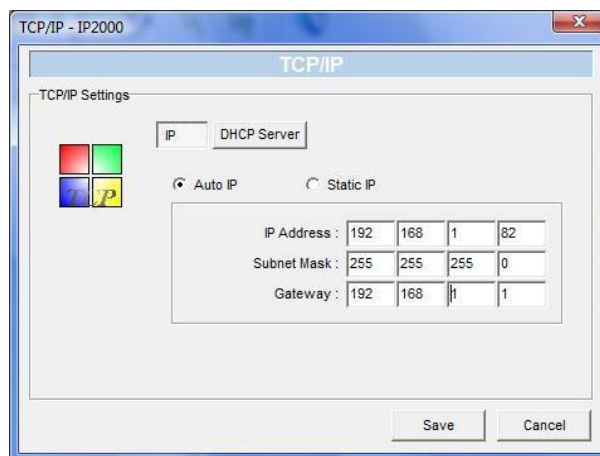 TCP/IP - IP2000
TCP/IP
TCP/IP Settings
IP DHCP Server
TCP
Auto IP Static IP
IP Address : 192 168 1 82
Subnet Mask : 255 255 255 0
Gateway : 192 168 1 1
Save Cancel